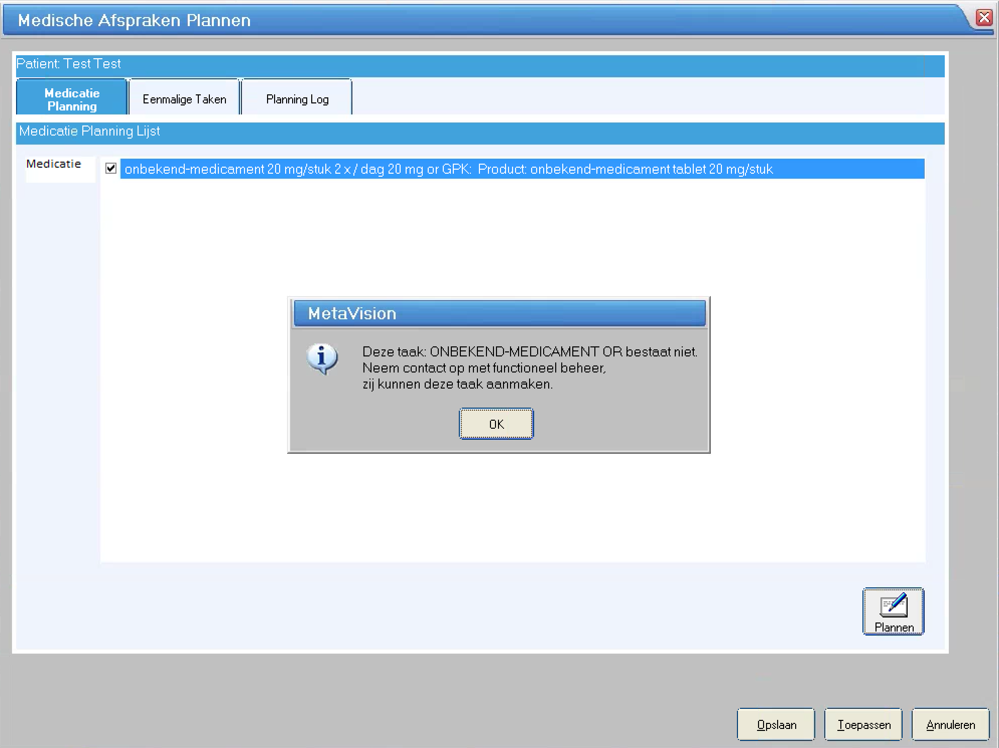 Medische Afspraken Plannen
Patient: Test Test
Medicatie
Planning
Eenmalige Taken
Planning Log
Medicatie Planning Lijst
Medicatie
onbekend-medicament 20 mg/stuk 2 x / dag 20 mg or GPK:  Product: onbekend-medicament tablet 20 mg/stuk
MetaVision
Deze taak: ONBEKEND-MEDICAMENT OR bestaat niet.
Neem contact op met functioneel beheer,
zij kunnen deze taak aanmaken.
OK
Plannen
Opslaan
Toepassen
Annuleren